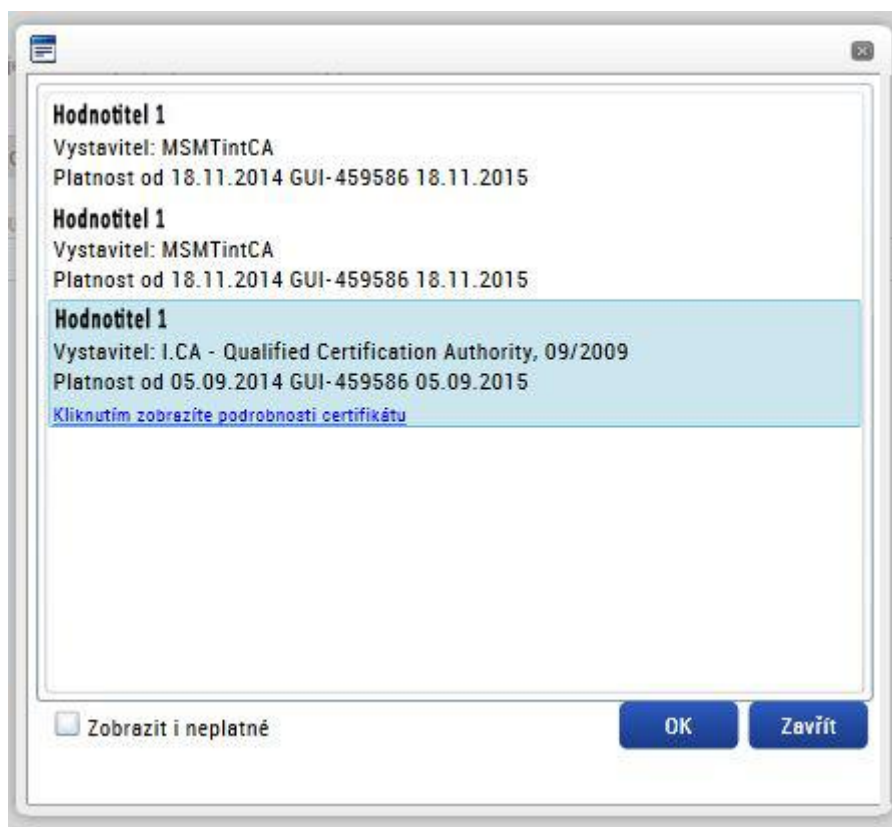 Hodnotitel 1
Vystavitel: MSMTintCA
Platnost od 18.11.2014 GUI-459586 18.11.2015
Hodnotitel 1
Vystavitel: MSMTintCA
Platnost od 18.11.2014 GUI-459586 18.11.2015
Hodnotitel 1
Vystavitel: I.CA - Qualified Certification Authority, 09/2009
Platnost od 05.09.2014 GUI-459586 05.09.2015
Kliknutím zobrazíte podrobnosti certifikátu
Zobrazit i neplatné
OK
Zavřít